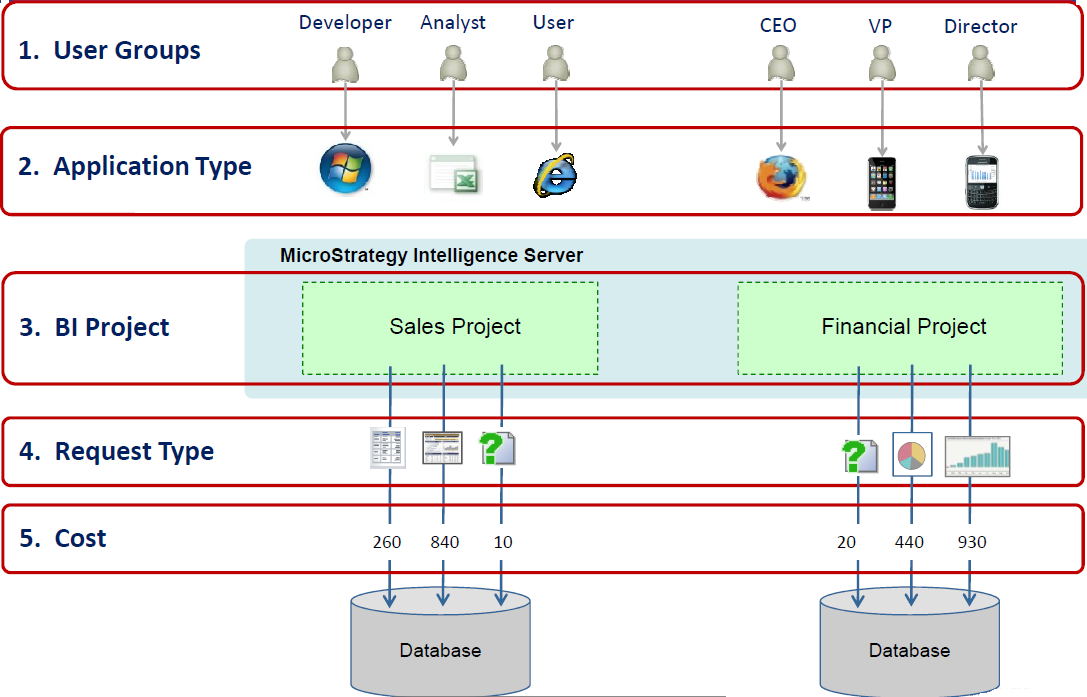 Developer Analyst User CEO VP Director
1. User Groups
2. Application Type
MicroStrategy Intelligence Server
3. BI Project
Sales Project Financial Project
4. Request Type
5. Cost
260 840 10 20 440 930
Database Database